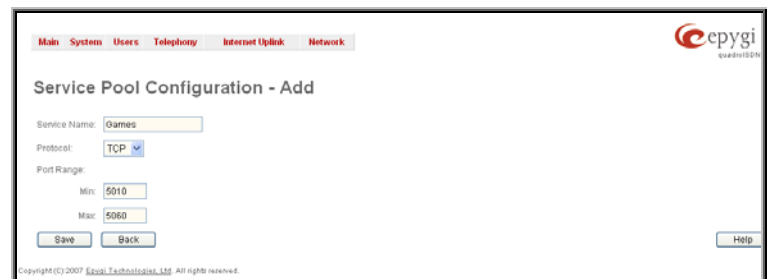 Main System Users Telephony Internet Uplink Network
epygi
quadroISDN
Service Pool Configuration - Add
Service Name: Games
Protocol: TCP
Port Range:
Min: 5010
Max: 5060
Save Back Help
Copyright (C) 2007 Epygi Technologies, Ltd. All rights reserved.